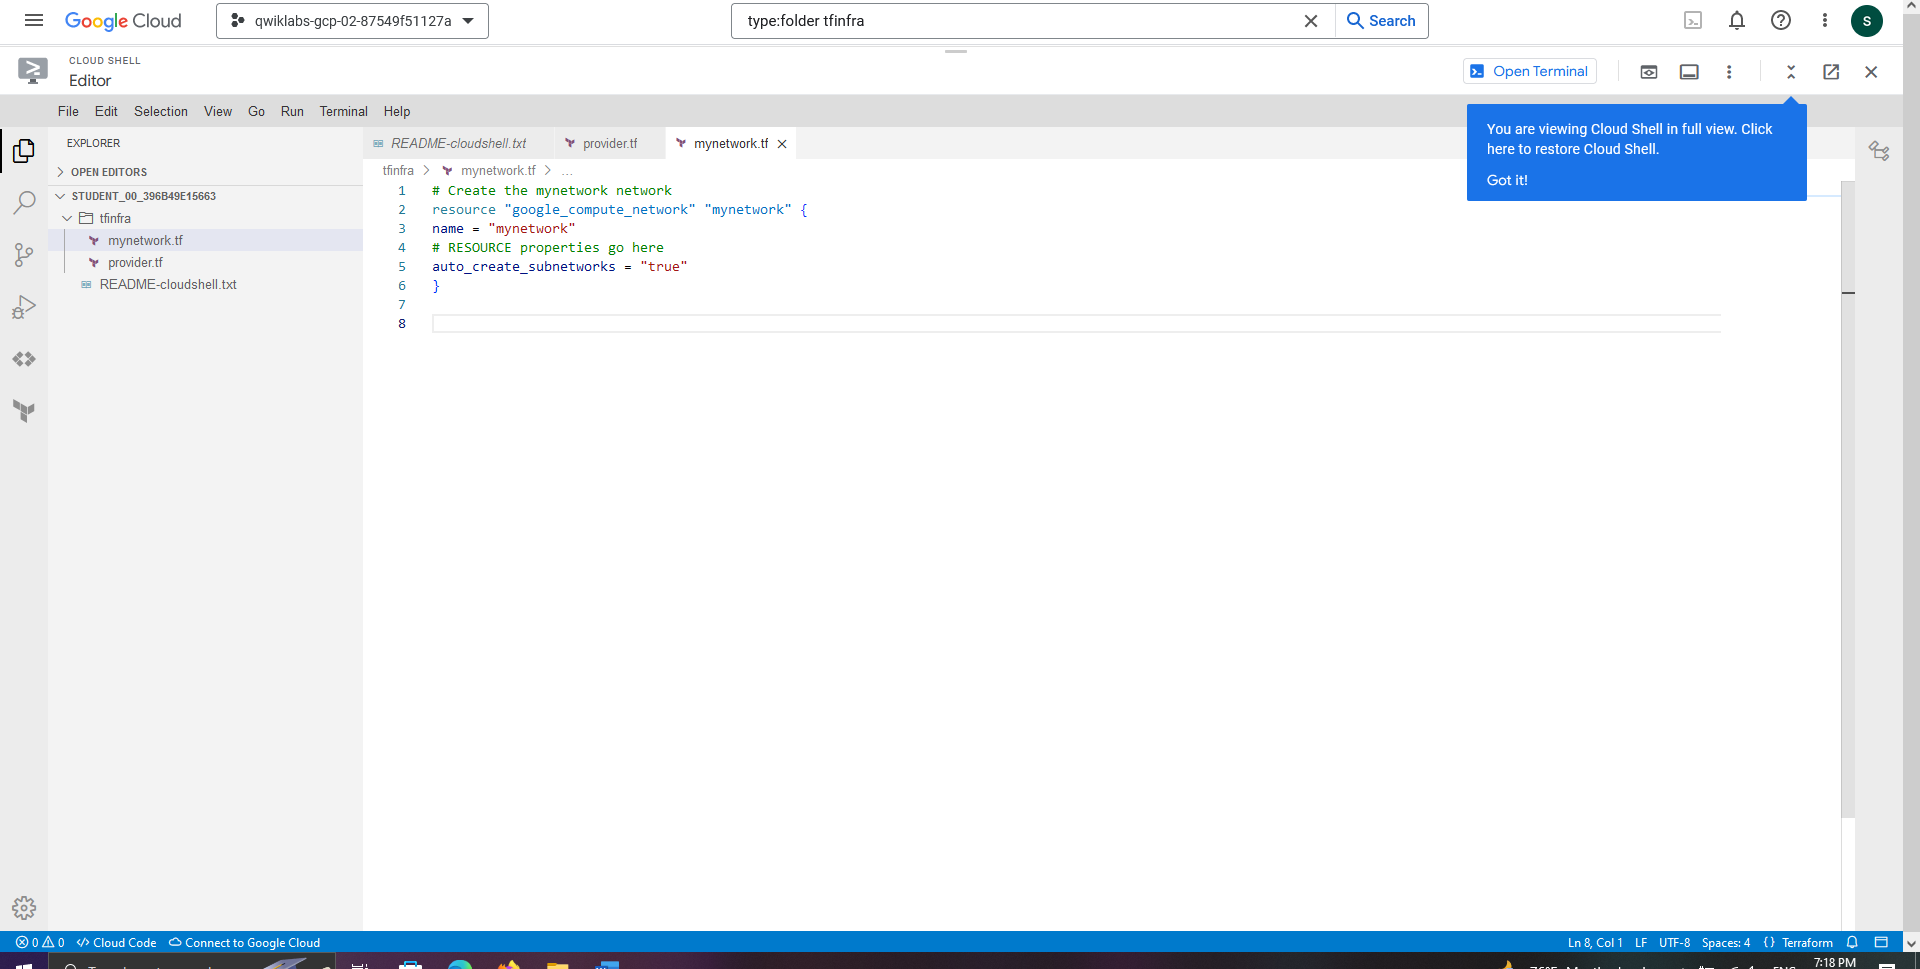 Google Cloud
qwiklabs-gcp-02-87549f51127a
type:folder tfinfra
Search
S
CLOUD SHELL
Editor
Open Terminal
File Edit Selection View Go Run Terminal Help
You are viewing Cloud Shell in full view. Click
here to restore Cloud Shell.
Got it!
EXPLORER
OPEN EDITORS
STUDENT_00_396B49E15663
tfinfra
mynetwork.tf
provider.tf
README-cloudshell.txt
README-cloudshell.txt provider.tf mynetwork.tf
tfinfra > mynetwork.tf > ...
1 # Create the mynetwork network
2 resource "google_compute_network" "mynetwork" {
3 name = "mynetwork"
4 # RESOURCE properties go here
5 auto_create_subnetworks = "true"
6 }
7
8
0 0 Cloud Code Connect to Google Cloud
Ln 8, Col 1 LF UTF-8 Spaces: 4 {} Terraform
7:18 PM